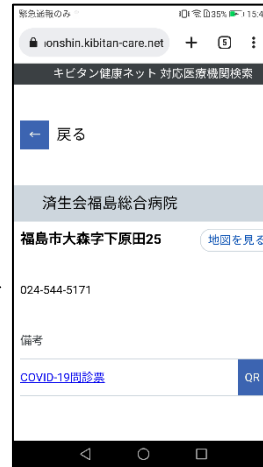 緊急速報のみ
35% 15:4
onshin.kibitan-care.net + 5
キビタン健康ネット 対応医療機関検索
← 戻る
済生会福島総合病院
福島市大森字下原田25 地図を見る
024-544-5171
備考
COVID-19問診票 QR